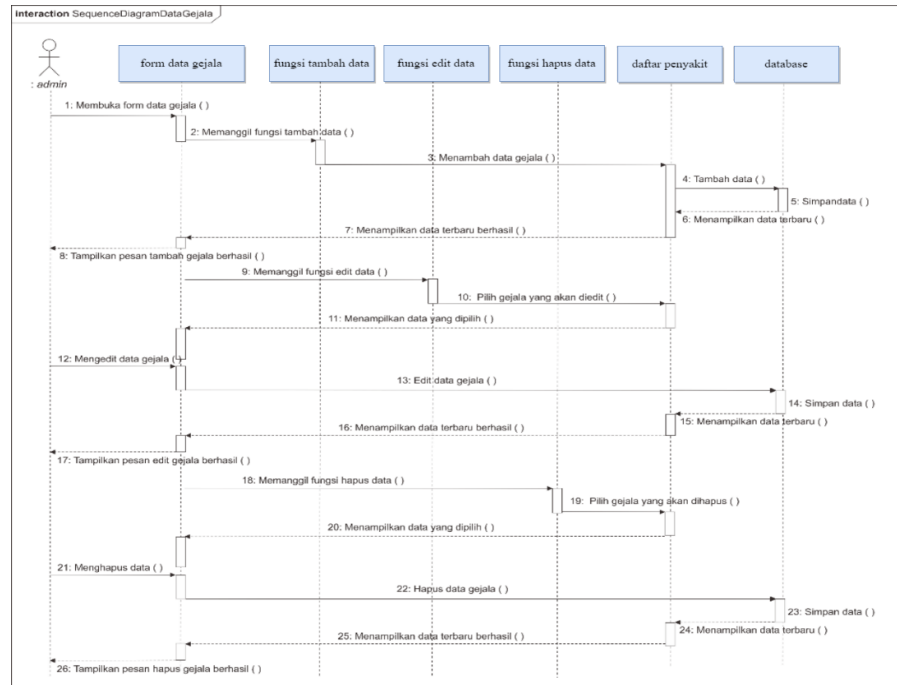 interaction SequenceDiagramDataGejala
form data gejala
fungsi tambah data
fungsi edit data
fungsi hapus data
daftar penyakit
database
: admin
1: Membuka form data gejala ( )
2: Memanggil fungsi tambah data ( )
3: Menambah data gejala ( )
4: Tambah data ( )
5: Simpandata ( )
6: Menampilkan data terbaru ( )
7: Menampilkan data terbaru berhasil ( )
8: Tampilkan pesan tambah gejala berhasil ( )
9: Memanggil fungsi edit data ( )
10: Pilih gejala yang akan diedit ( )
11: Menampilkan data yang dipilih ( )
12: Mengedit data gejala ( )
13: Edit data gejala ( )
14: Simpan data ( )
15: Menampilkan data terbaru ( )
16: Menampilkan data terbaru berhasil ( )
17: Tampilkan pesan edit gejala berhasil ( )
18: Memanggil fungsi hapus data ( )
19: Pilih gejala yang akan dihapus ( )
20: Menampilkan data yang dipilih ( )
21: Menghapus data ( )
22: Hapus data gejala ( )
23: Simpan data ( )
24: Menampilkan data terbaru ( )
25: Menampilkan data terbaru berhasil ( )
26: Tampilkan pesan hapus gejala berhasil ( )